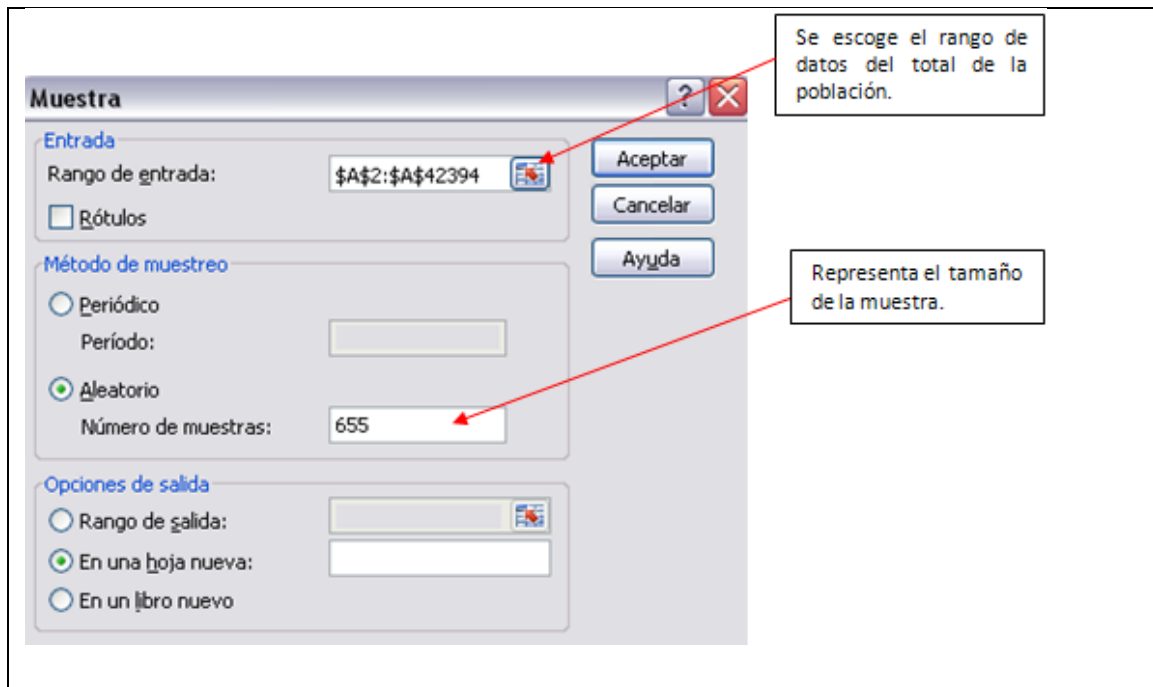 Se escoge el rango de
datos del total de la
población.
Muestra
Entrada
Rango de entrada:
$A$2:$A$42394
Rótulos
Aceptar
Cancelar
Ayuda
Método de muestreo
Periódico
Período:
Aleatorio
Número de muestras:
655
Representa el tamaño
de la muestra.
Opciones de salida
Rango de salida:
En una hoja nueva:
En un libro nuevo